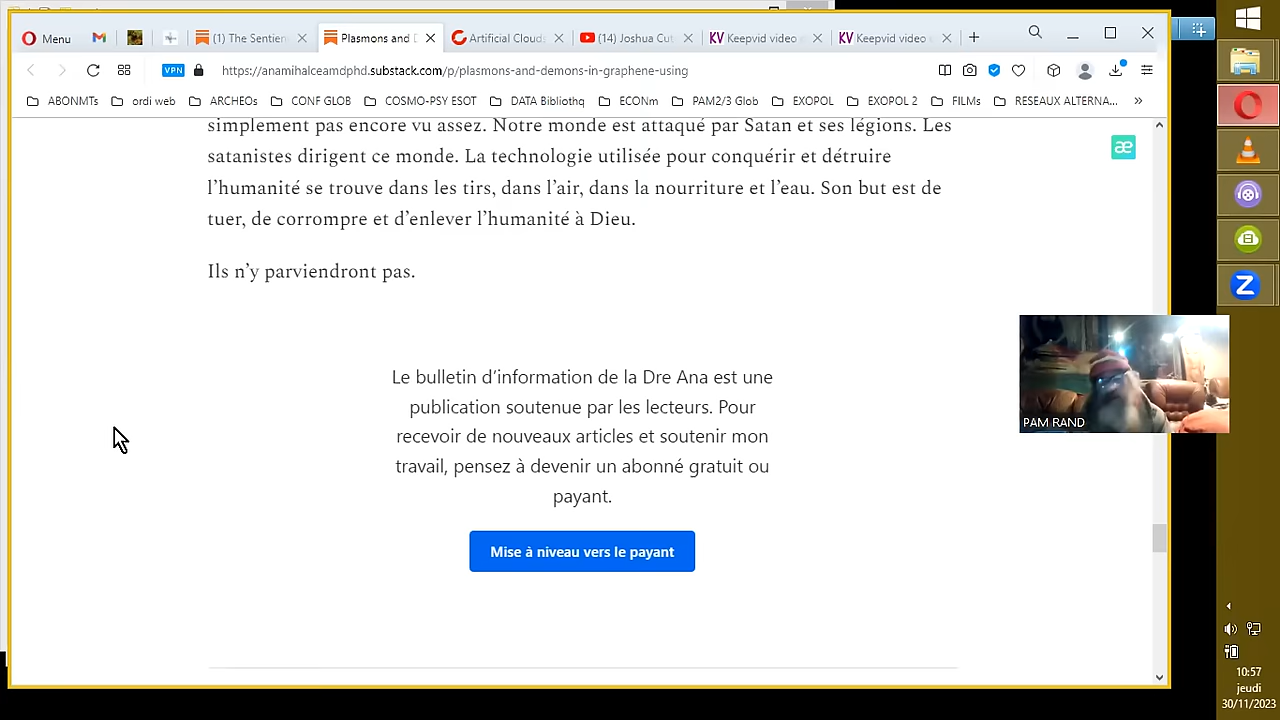 Menu
(1) The Sentien
Plasmons and D
Artificial Cloud
(14) Joshua Cut
KV Keepvid video
KV Keepvid video
VPN
https://anamihalceamdphd.substack.com/p/plasmons-and-demons-in-graphene-using
ABONMTs
ordi web
ARCHEOs
CONF GLOB
COSMO-PSY ESOT
DATA Bibliothq
ECONm
PAM2/3 Glob
EXOPOL
EXOPOL 2
FILMs
RESEAUX ALTERNA...
simplement pas encore vu assez. Notre monde est attaqué par Satan et ses légions. Les
satanistes dirigent ce monde. La technologie utilisée pour conquérir et détruire
l’humanité se trouve dans les tirs, dans l’air, dans la nourriture et l’eau. Son but est de
tuer, de corrompre et d’enlever l’humanité à Dieu.
Ils n’y parviendront pas.
æ
Le bulletin d’information de la Dre Ana est une
publication soutenue par les lecteurs. Pour
recevoir de nouveaux articles et soutenir mon
travail, pensez à devenir un abonné gratuit ou
payant.
Mise à niveau vers le payant
PAM RAND
Z
10:57
jeudi
30/11/2023